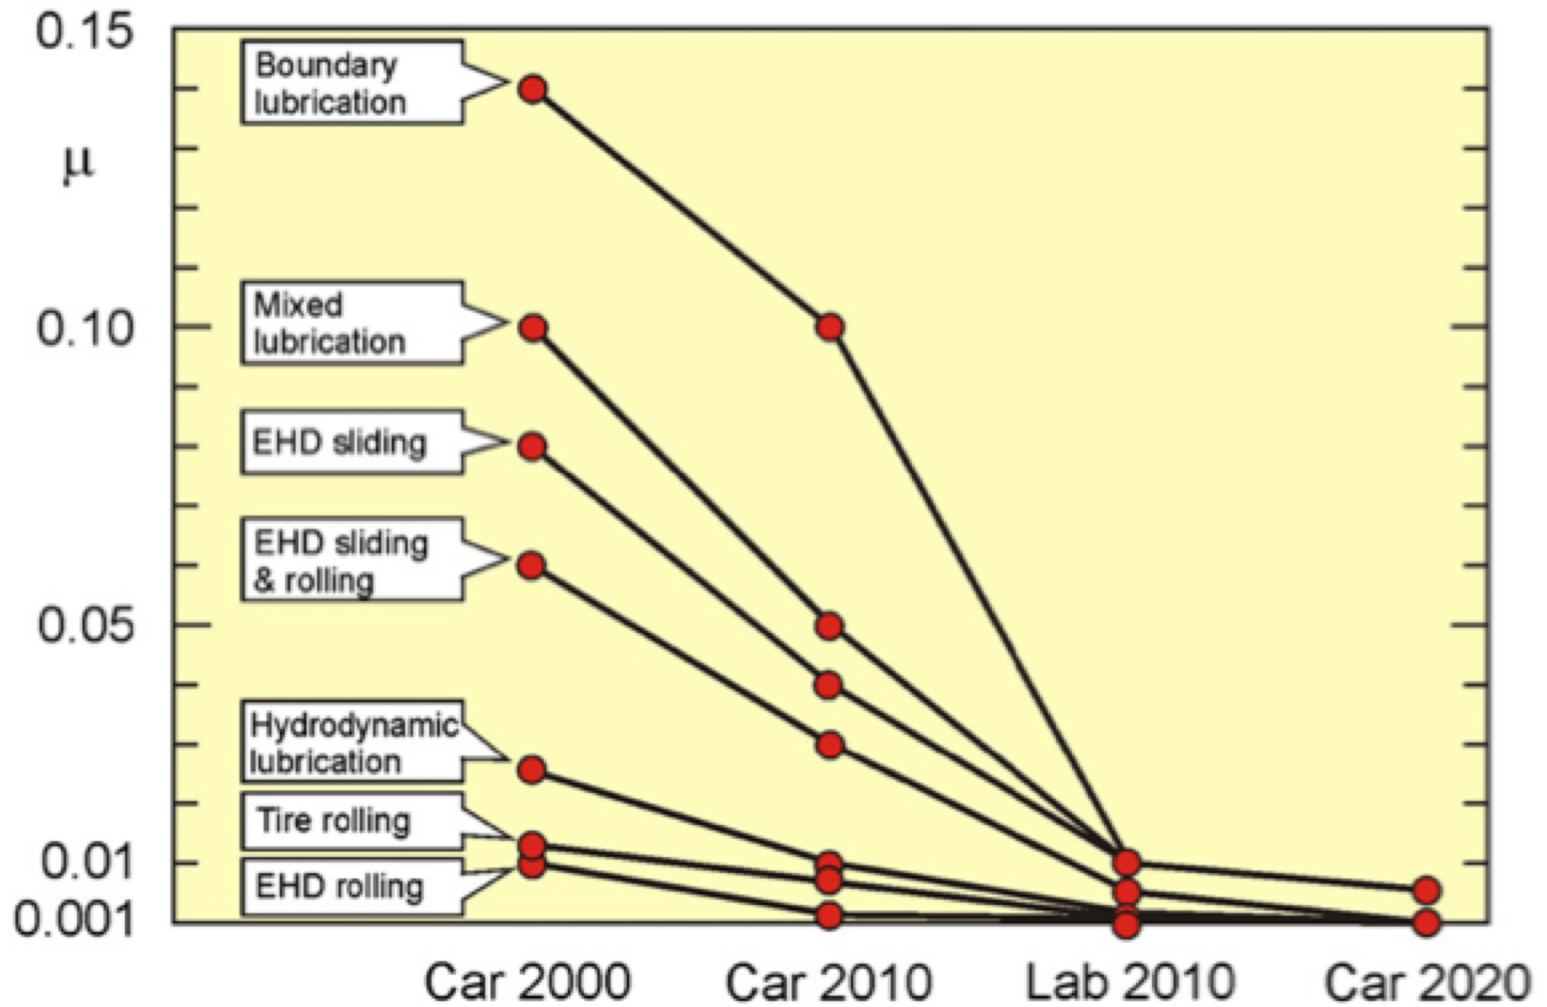 0.15
μ
0.10
0.05
0.01
0.001
Boundary
lubrication
Mixed
lubrication
EHD sliding
EHD sliding
& rolling
Hydrodynamic
lubrication
Tire rolling
EHD rolling
Car 2000
Car 2010
Lab 2010
Car 2020